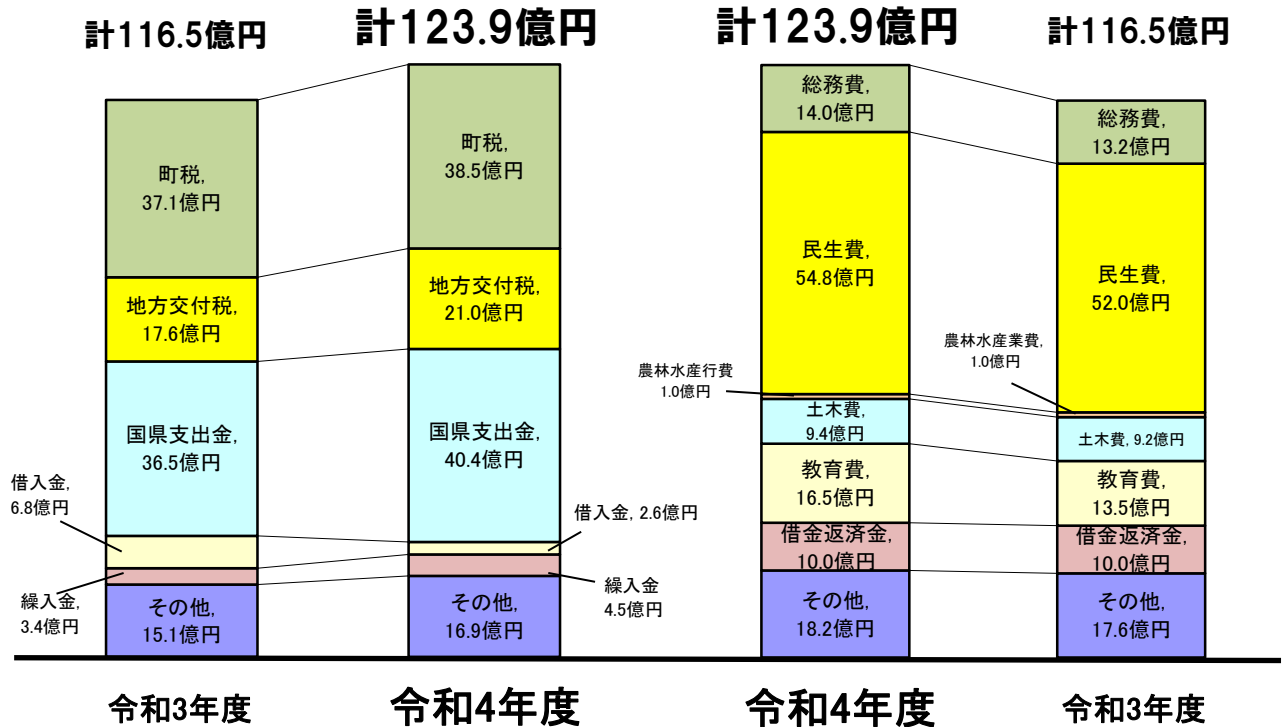 計116.5億円
計123.9億円
計123.9億円
計116.5億円
町税,
37.1億円
地方交付税,
17.6億円
国県支出金,
36.5億円
借入金,
6.8億円
繰入金,
3.4億円
その他,
15.1億円
町税,
38.5億円
地方交付税,
21.0億円
国県支出金,
40.4億円
借入金, 2.6億円
繰入金
4.5億円
その他,
16.9億円
総務費,
14.0億円
民生費,
54.8億円
農林水産行費
1.0億円
土木費,
9.4億円
教育費,
16.5億円
借金返済金,
10.0億円
その他,
18.2億円
総務費,
13.2億円
民生費,
52.0億円
農林水産業費,
1.0億円
土木費, 9.2億円
教育費,
13.5億円
借金返済金,
10.0億円
その他,
17.6億円
令和3年度
令和4年度
令和4年度
令和3年度